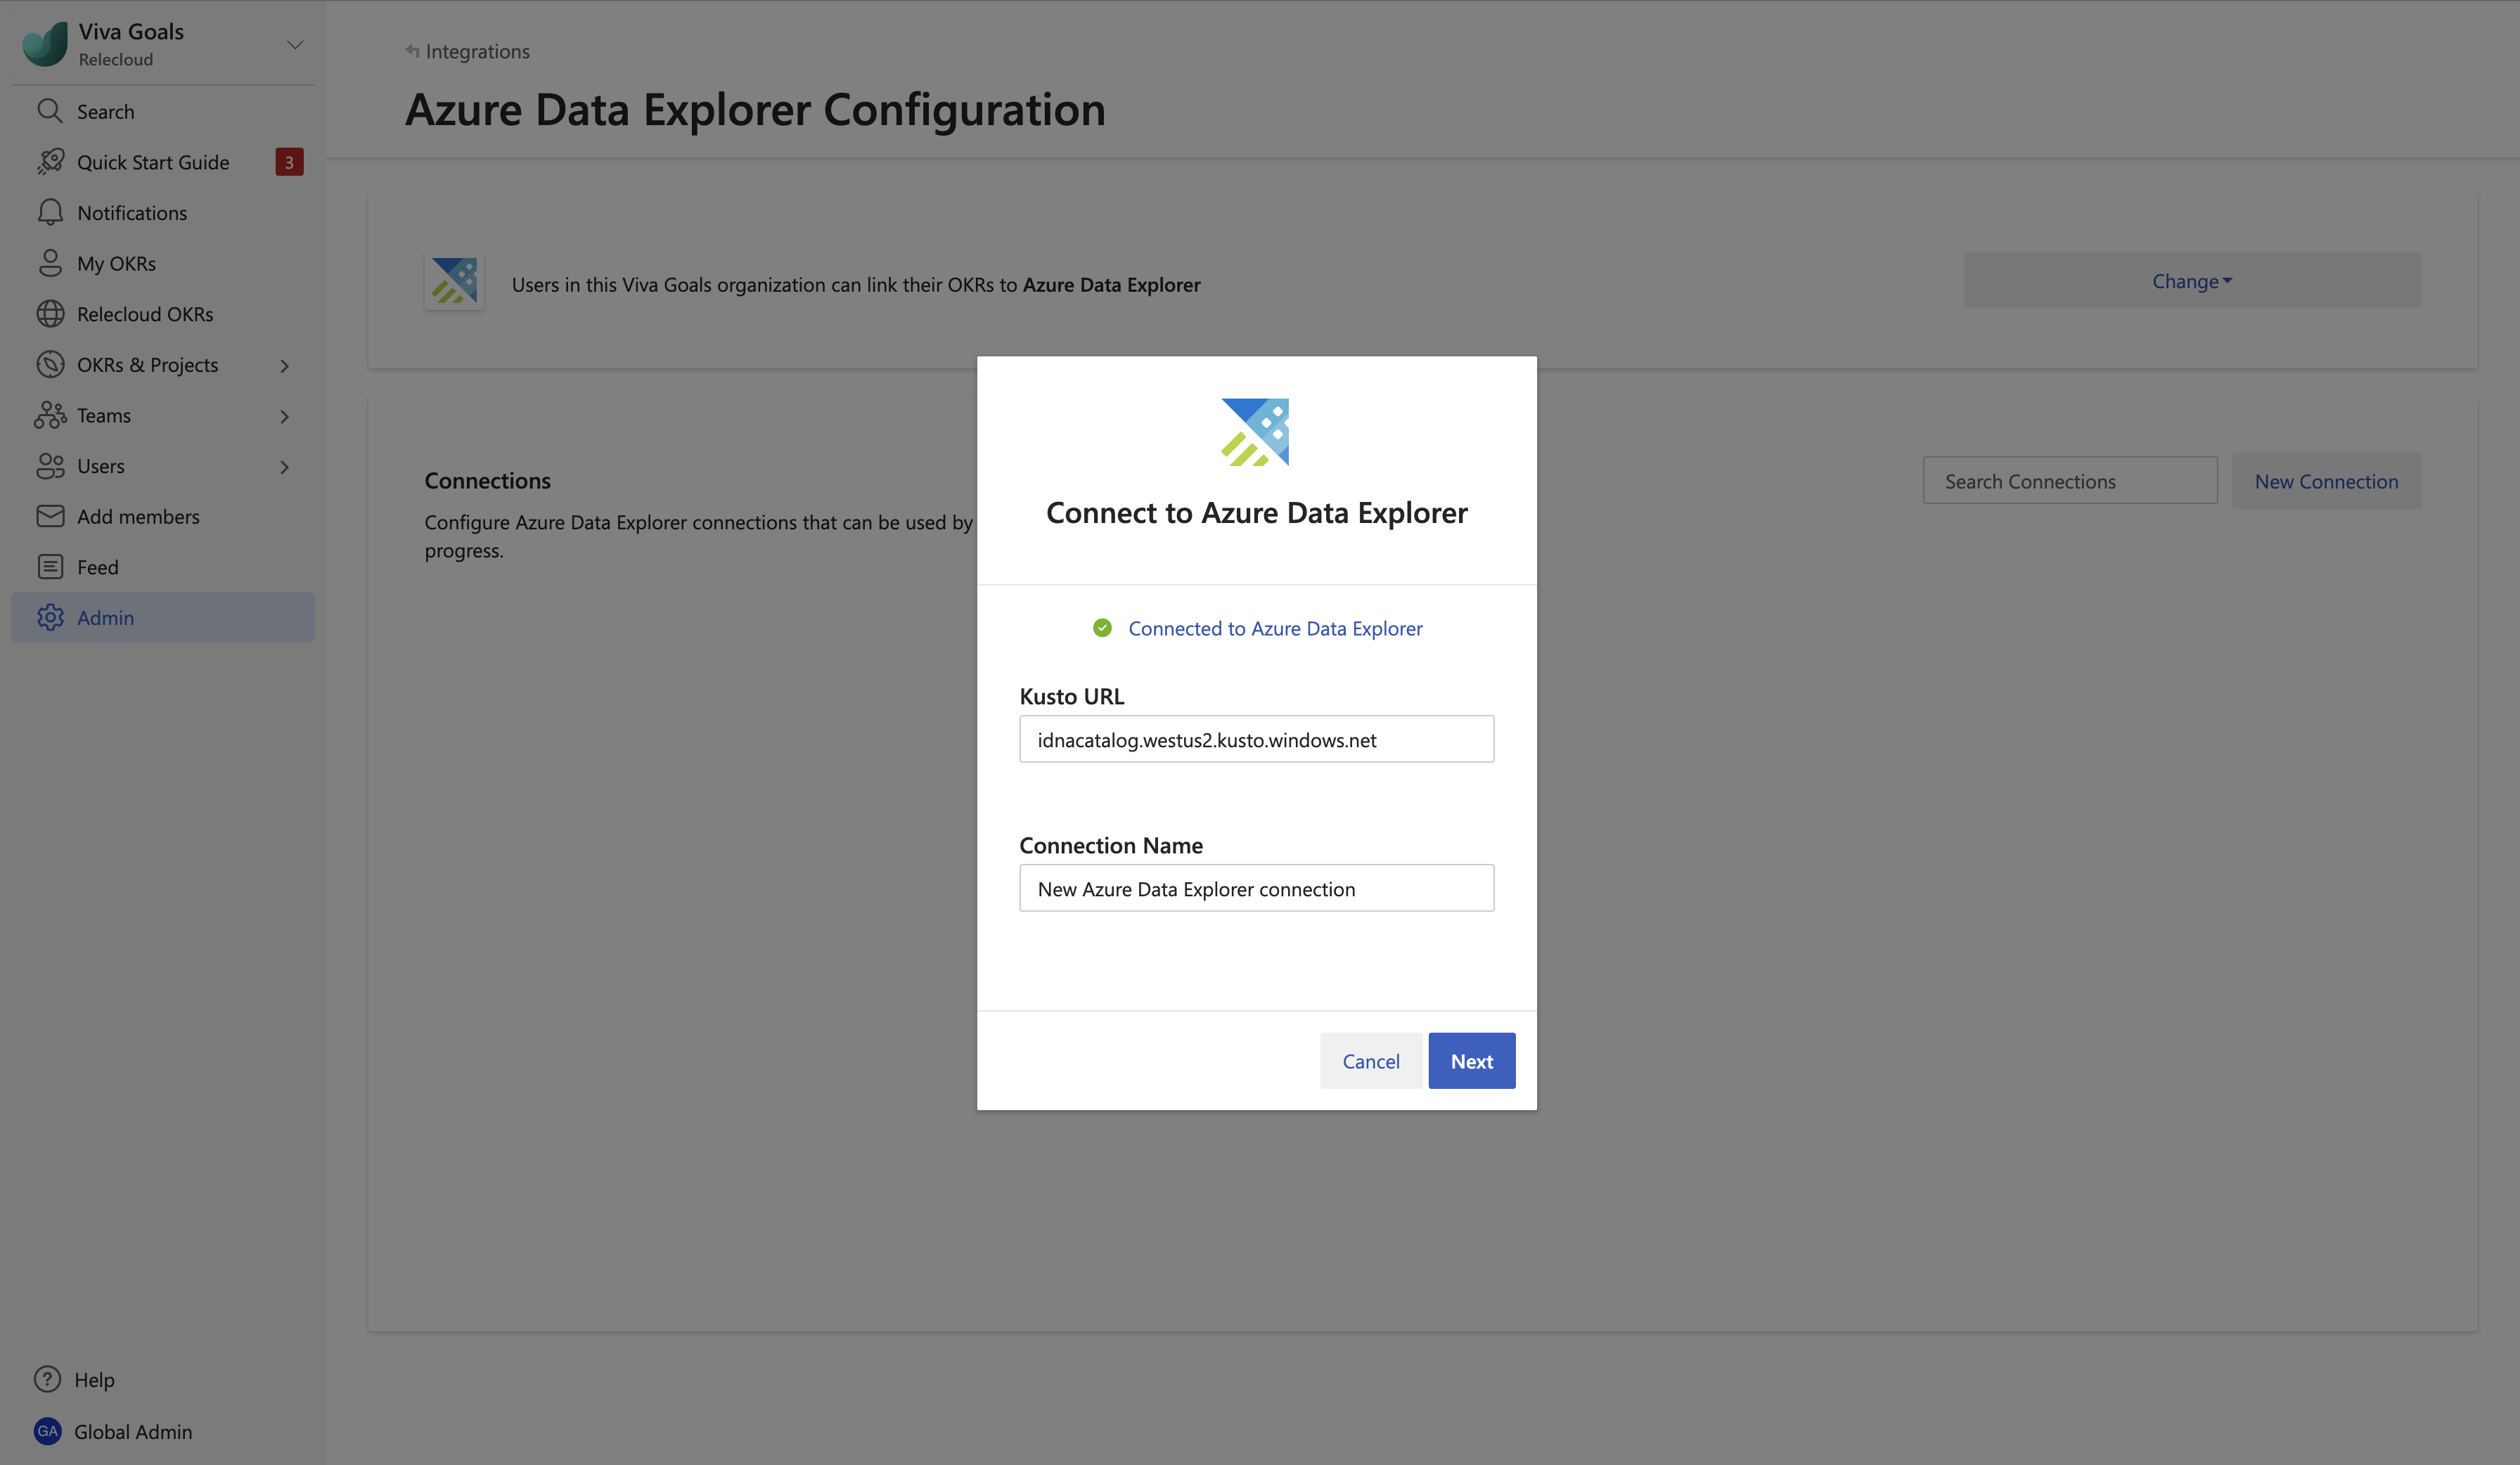 Viva Goals
Relecloud
Search
Quick Start Guide 3
Notifications
My OKRs
Relecloud OKRs
OKRs & Projects
Teams
Users
Add members
Feed
Admin
Help
GA Global Admin
Integrations
Azure Data Explorer Configuration
Users in this Viva Goals organization can link their OKRs to Azure Data Explorer
Change
Connections
Configure Azure Data Explorer connections that can be used by
progress.
Search Connections
New Connection
Connect to Azure Data Explorer
Connected to Azure Data Explorer
Kusto URL
idnacatalog.westus2.kusto.windows.net
Connection Name
New Azure Data Explorer connection
Cancel
Next